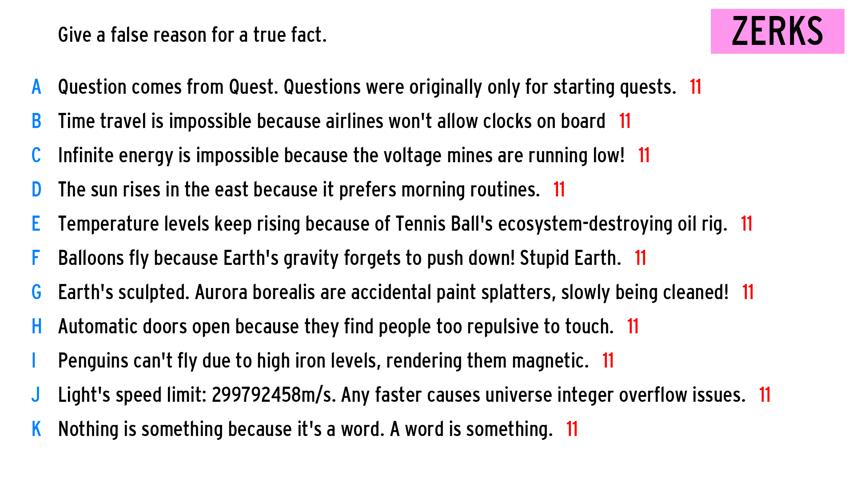 Give a false reason for a true fact.
ZERKS
A Question comes from Quest. Questions were originally only for starting quests. 11
B Time travel is impossible because airlines won't allow clocks on board 11
C Infinite energy is impossible because the voltage mines are running low! 11
D The sun rises in the east because it prefers morning routines. 11
E Temperature levels keep rising because of Tennis Ball's ecosystem-destroying oil rig. 11
F Balloons fly because Earth's gravity forgets to push down! Stupid Earth. 11
G Earth's sculpted. Aurora borealis are accidental paint splatters, slowly being cleaned! 11
H Automatic doors open because they find people too repulsive to touch. 11
I Penguins can't fly due to high iron levels, rendering them magnetic. 11
J Light's speed limit: 299792458m/s. Any faster causes universe integer overflow issues. 11
K Nothing is something because it's a word. A word is something. 11